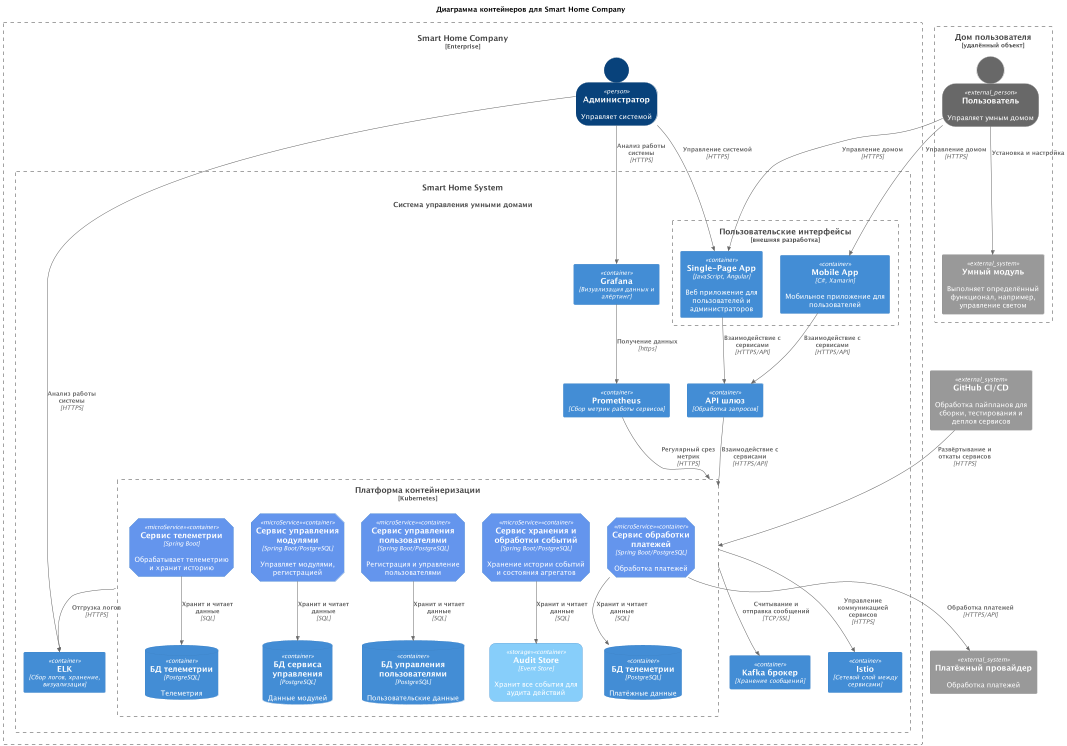 Диаграмма контейнеров для Smart Home Company
Smart Home Company
[Enterprise]
Дом пользователя
[удалённый объект]
«person»
Администратор
Управляет системой
«external_person»
Пользователь
Управляет умным домом
Анализ работы
системы
[HTTPS]
Управление системой
[HTTPS]
Управление домом
[HTTPS]
Управление домом
[HTTPS]
Установка и настройка
Smart Home System
Система управления умными домами
Пользовательские интерфейсы
[внешняя разработка]
«container»
Grafana
[Визуализация данных и
алёртинг]
«container»
Single-Page App
[JavaScript, Angular]
Веб приложение для
пользователей и
администраторов
«container»
Mobile App
[C#, Xamarin]
Мобильное приложение для
пользователей
«external_system»
Умный модуль
Выполняет определённый
функционал, например,
управление светом
Получение данных
[https]
Взаимодействие с
сервисами
[HTTPS/API]
Взаимодействие с
сервисами
[HTTPS/API]
Анализ работы
системы
[HTTPS]
«container»
Prometheus
[Сбор метрик работы сервисов]
«container»
API шлюз
[Обработка запросов]
«external_system»
GitHub CI/CD
Обработка пайпланов для
сборки, тестирования и
деплоя сервисов
Регулярный срез
метрик
[HTTPS]
Взаимодействие с
сервисами
[HTTPS/API]
Развёртывание и
откаты сервисов
[HTTPS]
Платформа контейнеризации
[Kubernetes]
«microService»«container»
Сервис телеметрии
[Spring Boot]
Обрабатывает телеметрию
и хранит историю
«microService»«container»
Сервис управления
модулями
[Spring Boot/PostgreSQL]
Управляет модулями,
регистрацией
«microService»«container»
Сервис управления
пользователями
[Spring Boot/PostgreSQL]
Регистрация и управление
пользователями
«microService»«container»
Сервис хранения и
обработки событий
[Spring Boot/PostgreSQL]
Хранение истории событий
и состояния агрегатов
«microService»«container»
Сервис обработки
платежей
[Spring Boot/PostgreSQL]
Обработка платежей
Отгрузка логов
[HTTPS]
Хранит и читает
данные
[SQL]
Хранит и читает
данные
[SQL]
Хранит и читает
данные
[SQL]
Хранит и читает
данные
[SQL]
Хранит и читает
данные
[SQL]
Считывание и
отправка сообщений
[TCP/SSL]
Управление
коммуникацией
сервисов
[HTTPS]
Обработка платежей
[HTTPS/API]
«container»
ELK
[Сбор логов, хранение,
визуализация]
«container»
БД телеметрии
[PostgreSQL]
Телеметрия
«container»
БД сервиса
управления
[PostgreSQL]
Данные модулей
«container»
БД управления
пользователями
[PostgreSQL]
Пользовательские данные
«storage»«container»
Audit Store
[Event Store]
Хранит все события для
аудита действий
«container»
БД телеметрии
[PostgreSQL]
Платёжные данные
«container»
Kafka брокер
[Хранение сообщений]
«container»
Istio
[Сетевой слой между
сервисами]
«external_system»
Платёжный провайдер
Обработка платежей